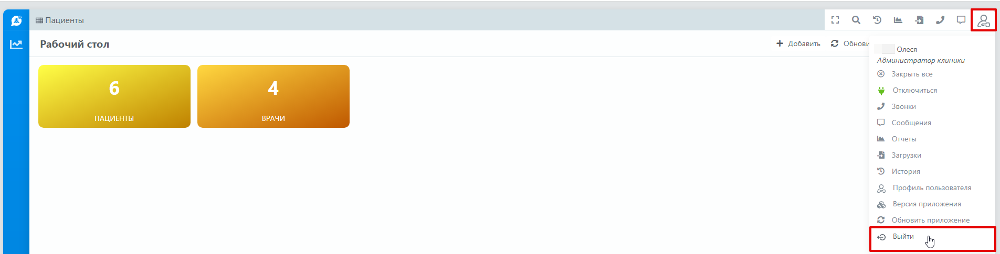 Пациенты
Рабочий стол
Добавить
Обнови
6
ПАЦИЕНТЫ
4
ВРАЧИ
Олеся
Администратор клиники
Закрыть все
Отключиться
Звонки
Сообщения
Отчеты
Загрузки
История
Профиль пользователя
Версия приложения
Обновить приложение
Выйти